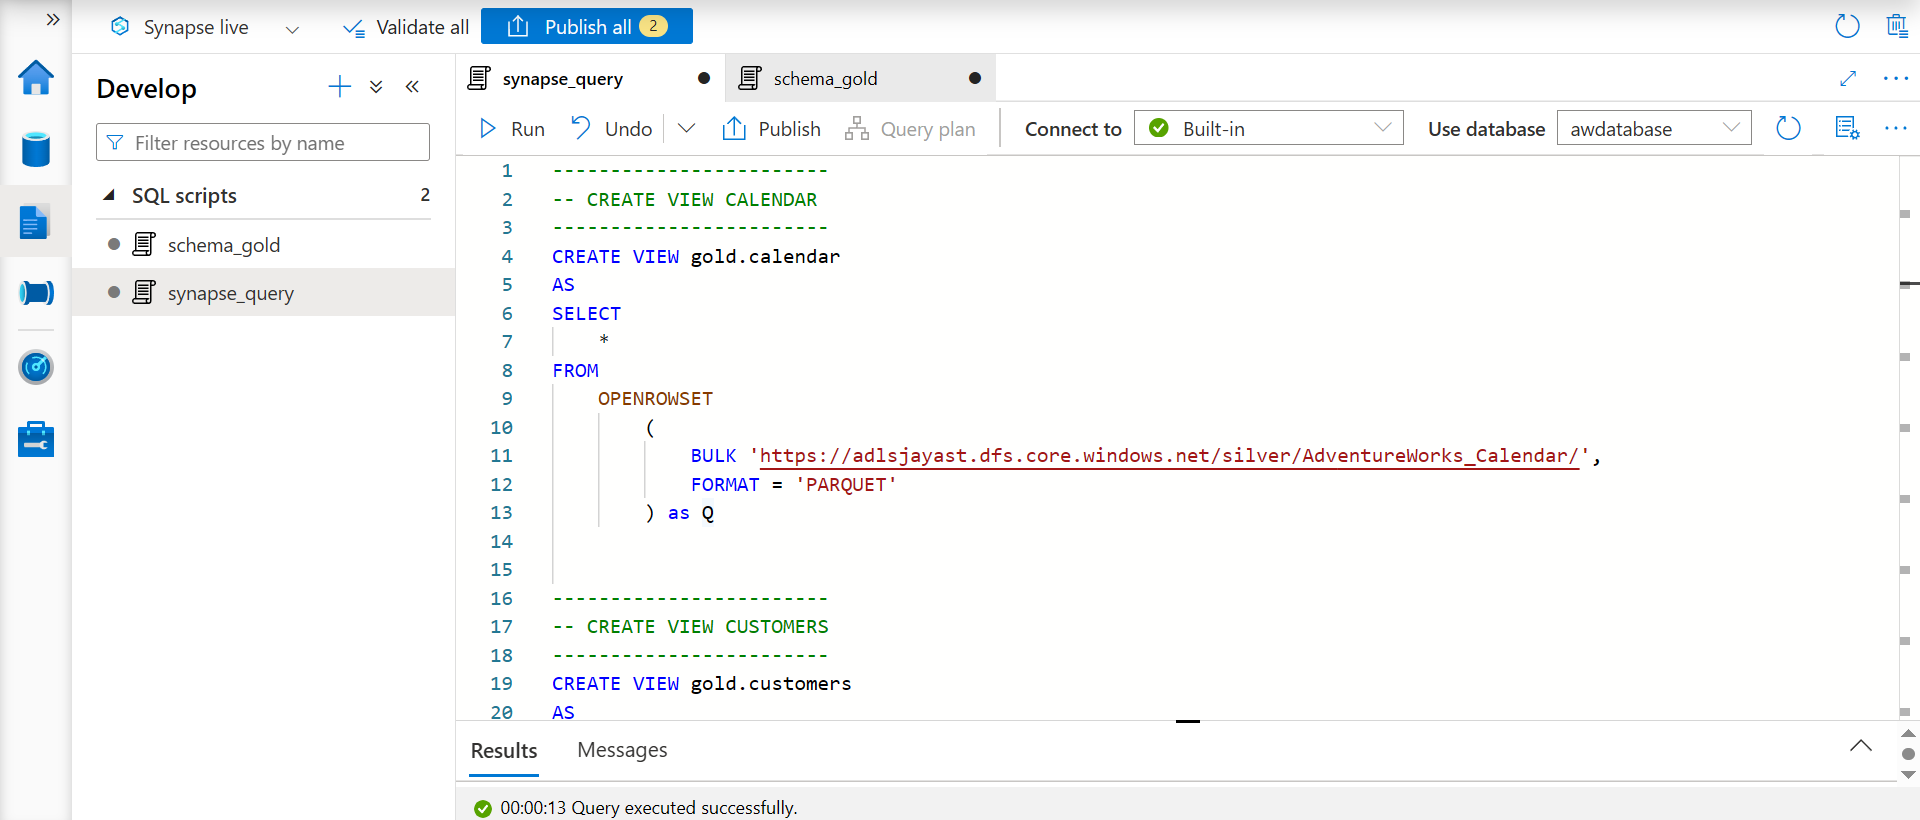 Synapse live
Validate all
Publish all 2
Develop
Filter resources by name
SQL scripts 2
schema_gold
synapse_query
synapse_query
schema_gold
Run Undo Publish Query plan Connect to Built-in Use database awdatabase
1 ------------------------
2 -- CREATE VIEW CALENDAR
3 ------------------------
4 CREATE VIEW gold.calendar
5 AS
6 SELECT
7 *
8 FROM
9 OPENROWSET
10 (
11 BULK 'https://adlsjayast.dfs.core.windows.net/silver/AdventureWorks_Calendar/',
12 FORMAT = 'PARQUET'
13 ) as Q
14
15
16 ------------------------
17 -- CREATE VIEW CUSTOMERS
18 ------------------------
19 CREATE VIEW gold.customers
20 AS
Results Messages
00:00:13 Query executed successfully.